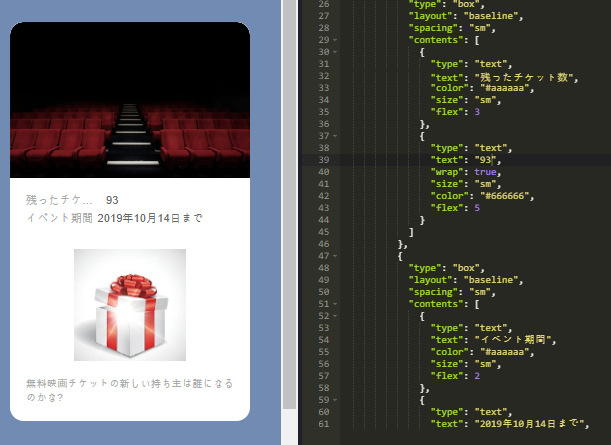 残ったチケ... 93
イベント期間 2019年10月14日まで
無料映画チケットの新しい持ち主は誰になる
のかな?
26 "type": "box",
27 "layout": "baseline",
28 "spacing": "sm",
29 "contents": [
30 {
31 "type": "text",
32 "text": "残ったチケット数",
33 "color": "#aaaaaa",
34 "size": "sm",
35 "flex": 3
36 },
37 {
38 "type": "text",
39 "text": "93",
40 "wrap": true,
41 "size": "sm",
42 "color": "#666666",
43 "flex": 5
44 }
45 ]
46 },
47 {
48 "type": "box",
49 "layout": "baseline",
50 "spacing": "sm",
51 "contents": [
52 {
53 "type": "text",
54 "text": "イベント期間",
55 "color": "#aaaaaa",
56 "size": "sm",
57 "flex": 2
58 },
59 {
60 "type": "text",
61 "text": "2019年10月14日まで",